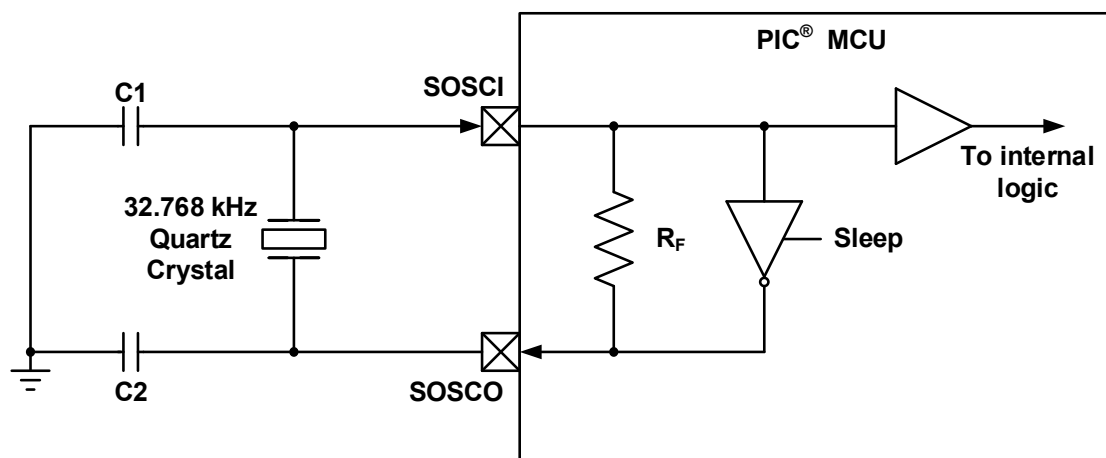 PIC® MCU
C1
SOSCI
To internal
logic
32.768 kHz
Quartz
Crystal
RF
Sleep
C2
SOSCO